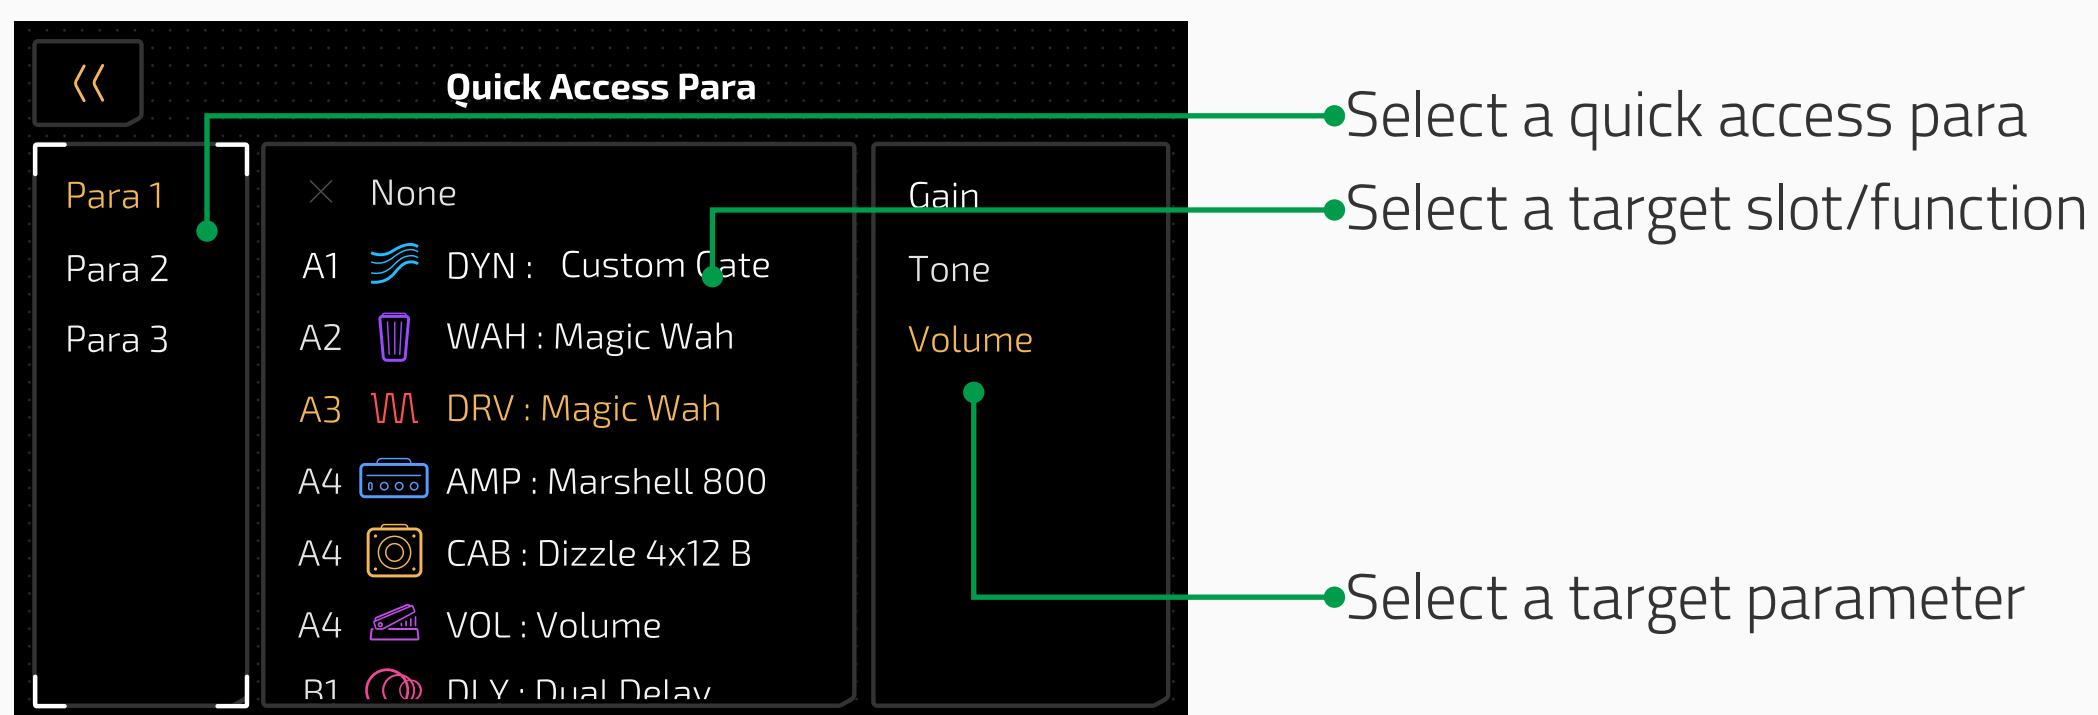 Quick Access Para
Select a quick access para
Para 1
Para 2
Para 3
None
A1 DYN : Custom Gate
A2 WAH : Magic Wah
A3 DRV : Magic Wah
A4 AMP : Marshell 800
A4 CAB : Dizzle 4x12 B
A4 VOL : Volume
B1 DLY : Dual Delay
Gain
Tone
Volume
Select a target slot/function
Select a target parameter